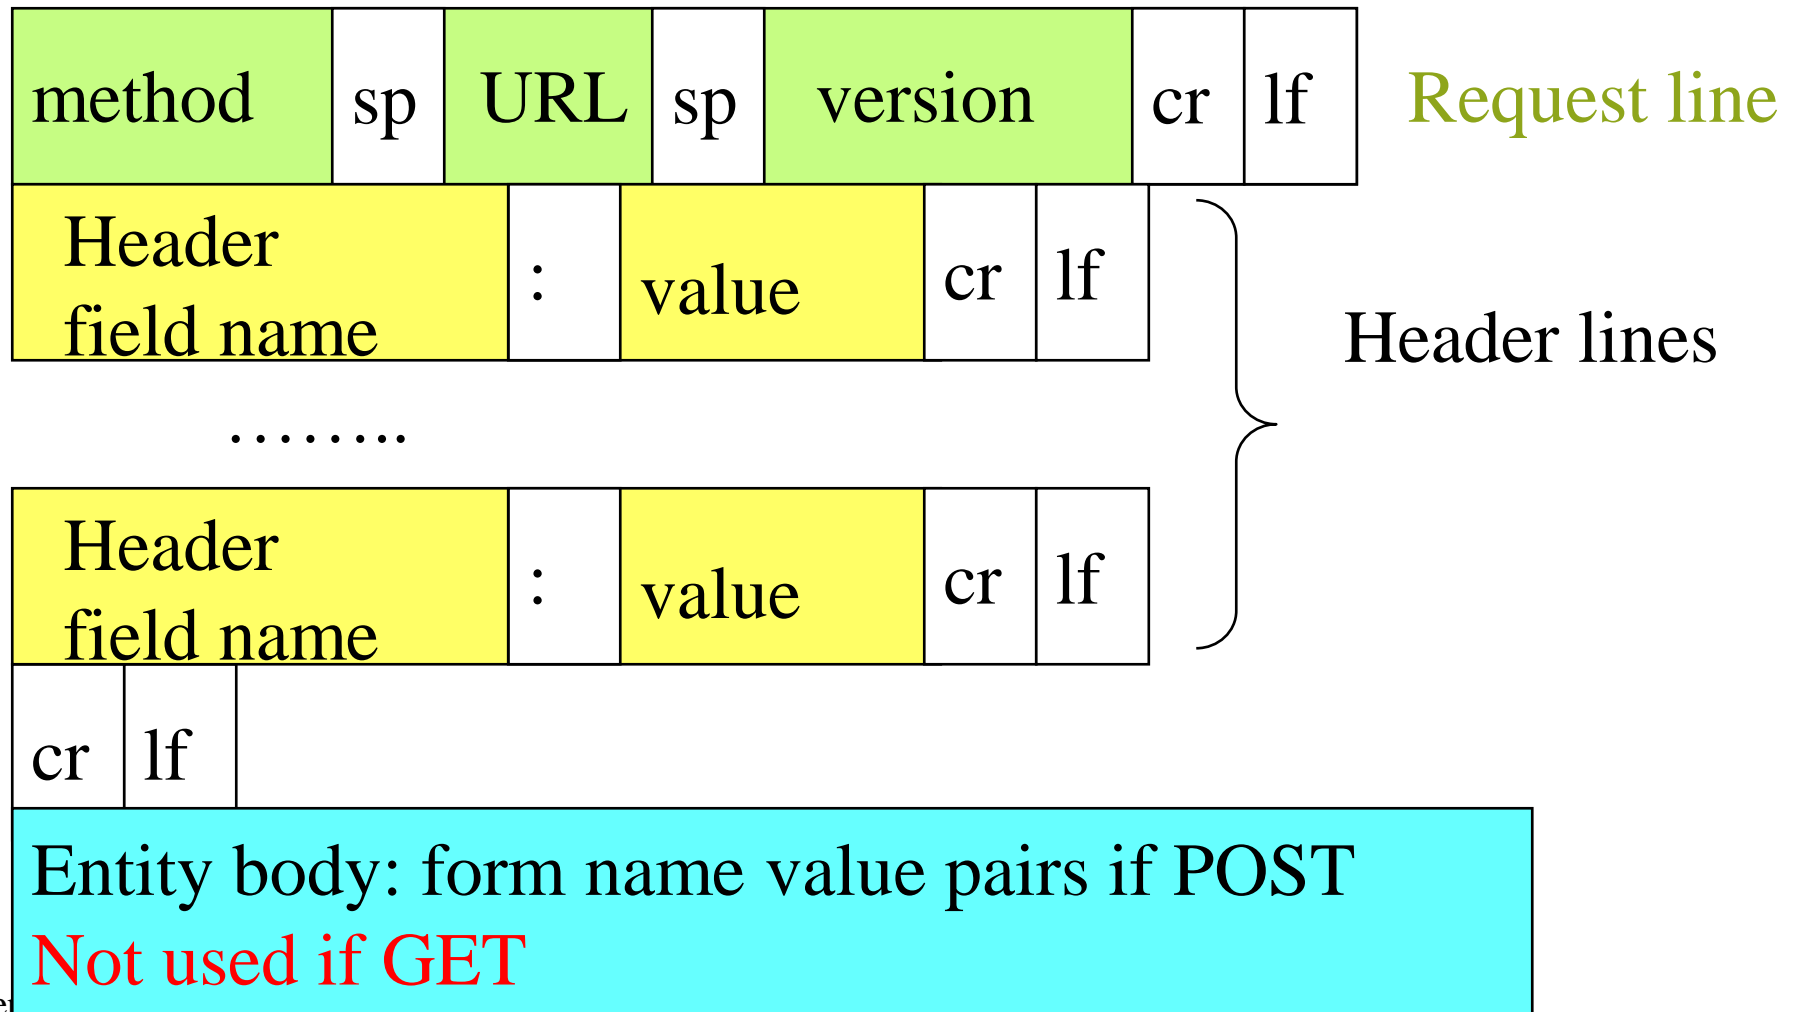 method sp URL sp version cr lf Request line
Header
field name : value cr lf
Header lines
……..
Header
field name : value cr lf
cr lf
Entity body: form name value pairs if POST
Not used if GET